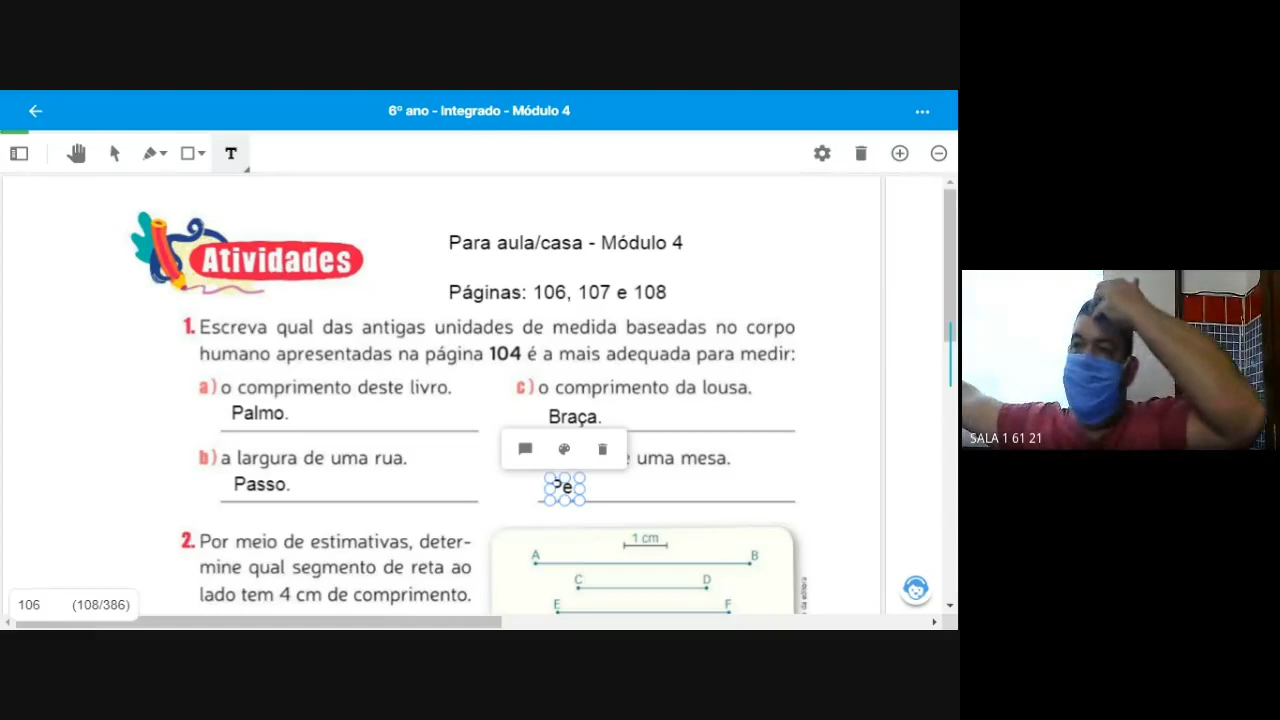 6º ano - Integrado - Módulo 4
T
Atividades
Para aula/casa - Módulo 4
Páginas: 106, 107 e 108
1. Escreva qual das antigas unidades de medida baseadas no corpo
humano apresentadas na página 104 é a mais adequada para medir:
a) o comprimento deste livro.
Palmo.
c) o comprimento da lousa.
Braça.
b) a largura de uma rua.
Passo.
uma mesa.
Pé
2. Por meio de estimativas, deter-
mine qual segmento de reta ao
lado tem 4 cm de comprimento.
1 cm
A B
C D
E F
106 (108/386)
SALA 1 61 21